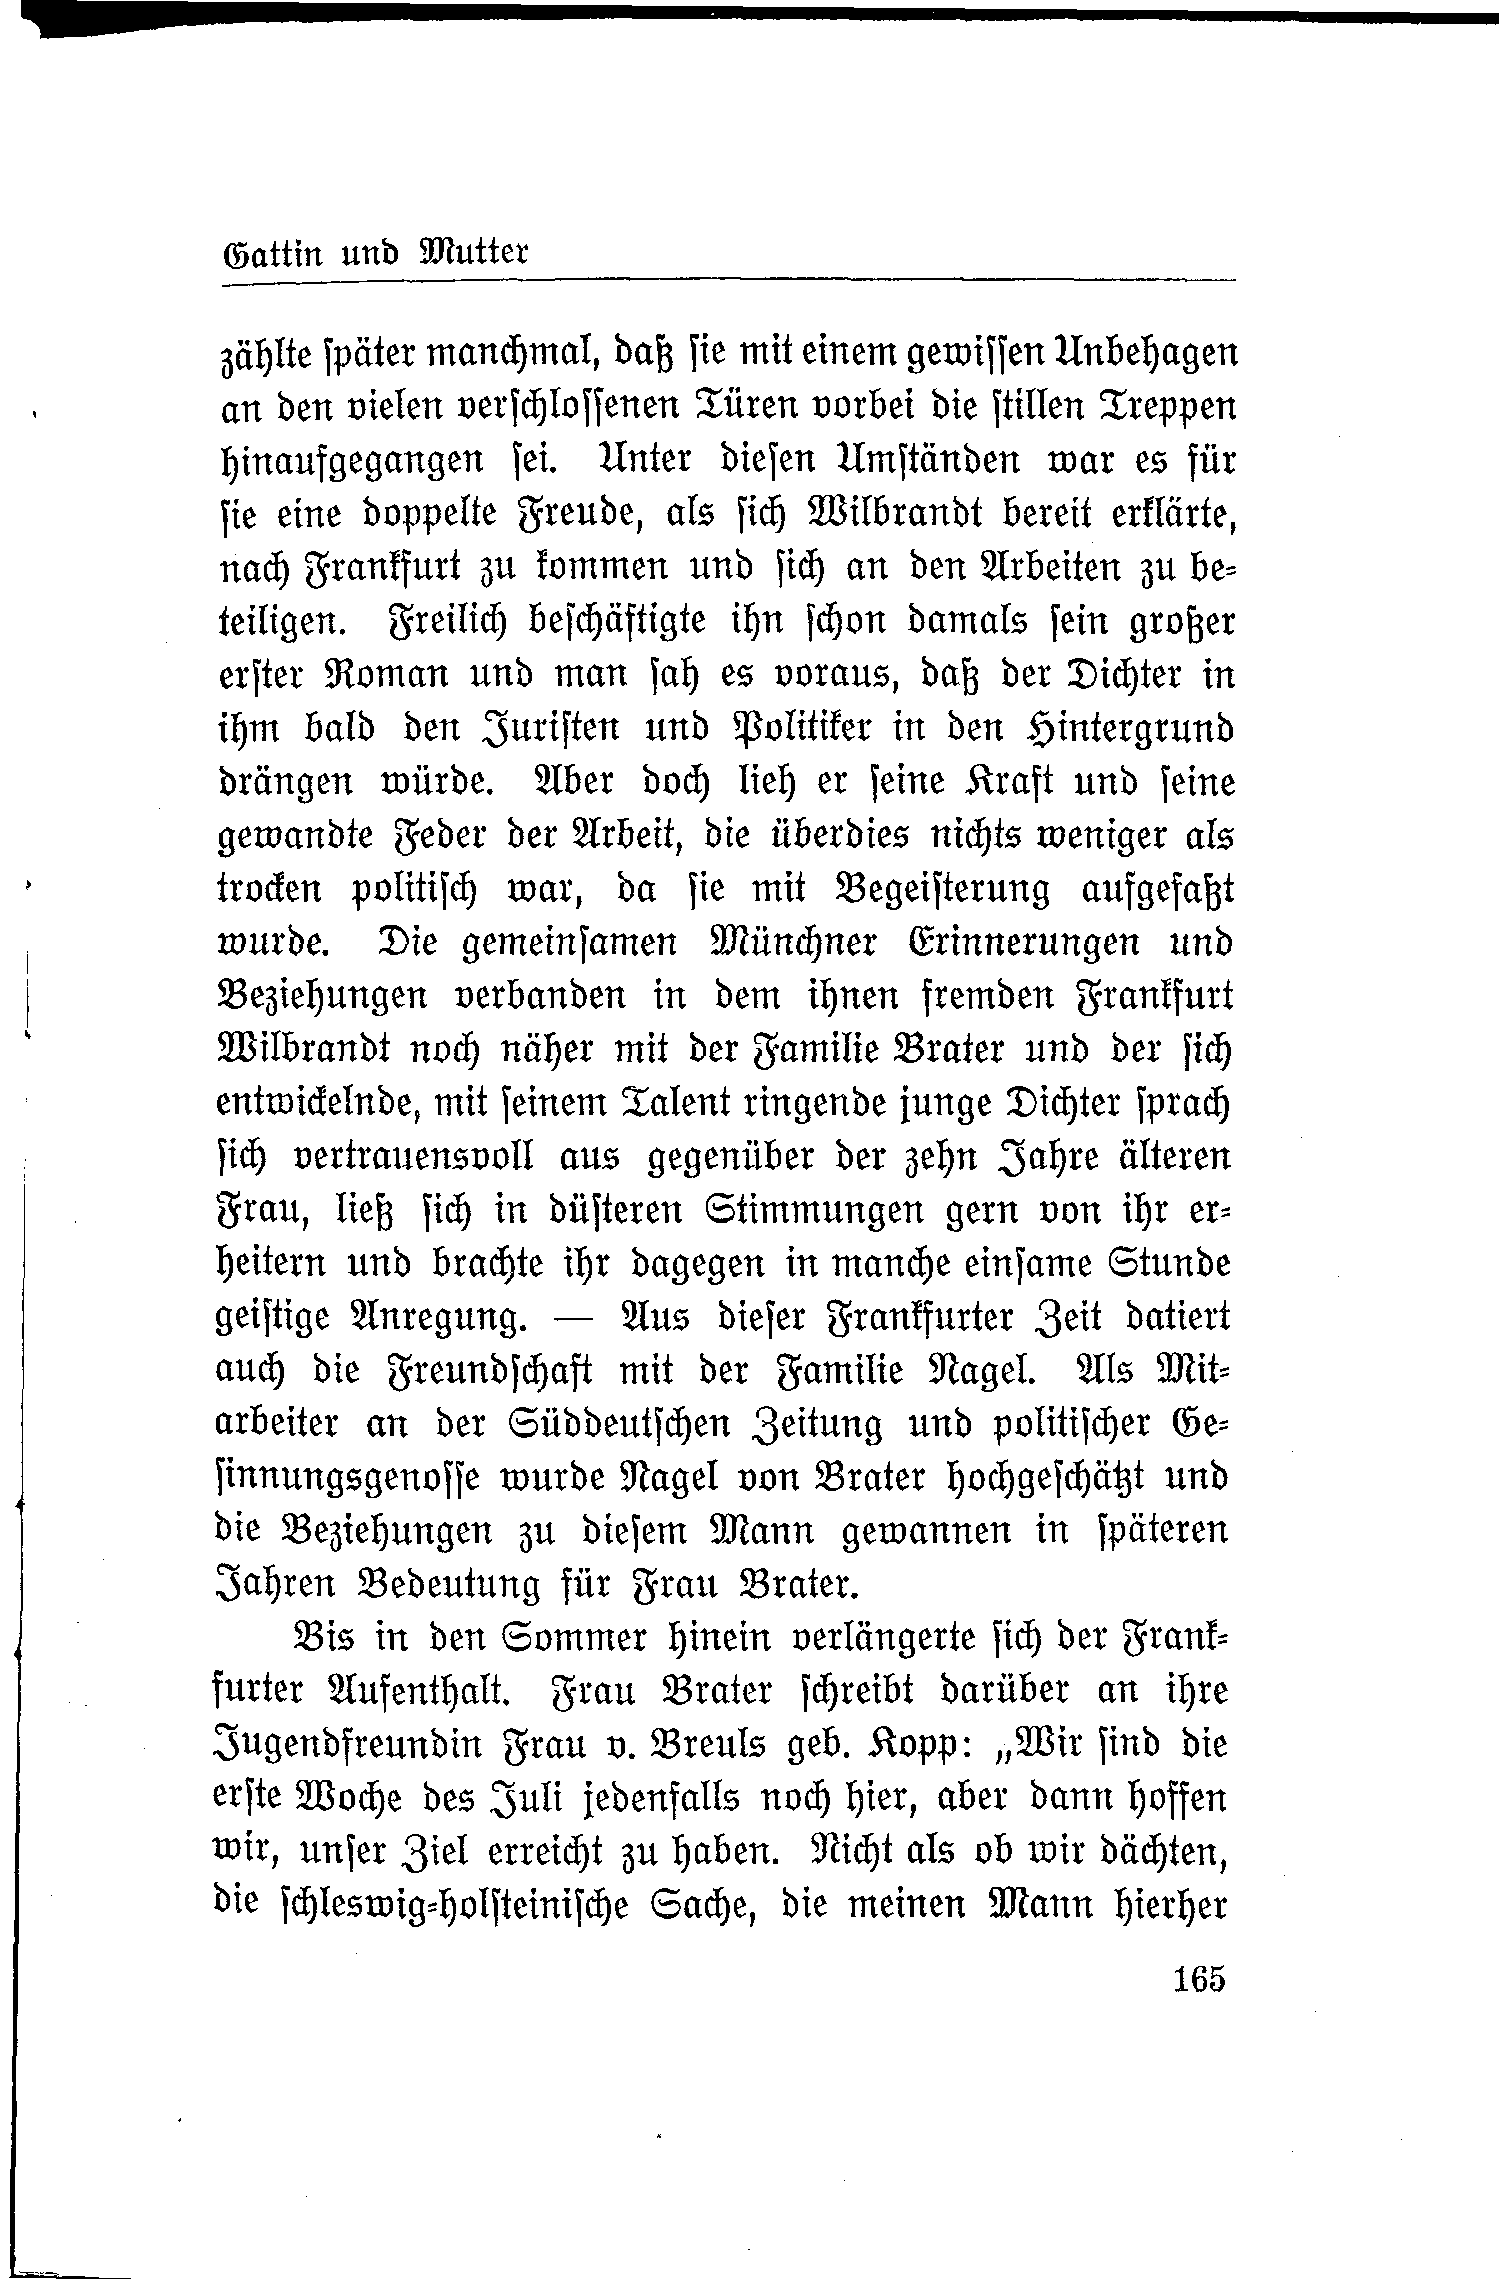 Gattin und Mutter
zählte später manchmal, daß sie mit einem gewissen Unbehagen
an den vielen verschlossenen Türen vorbei die stillen Treppen
hinaufgegangen sei. Unter diesen Umständen war es für
sie eine doppelte Freude, als sich Wilbrandt bereit erklärte,
nach Frankfurt zu kommen und sich an den Arbeiten zu be-
teiligen. Freilich beschäftigte ihn schon damals sein großer
erster Roman und man sah es voraus, daß der Dichter in
ihm bald den Juristen und Politiker in den Hintergrund
drängen würde. Aber doch lieh er seine Kraft und seine
gewandte Feder der Arbeit, die überdies nichts weniger als
trocken politisch war, da sie mit Begeisterung aufgefaßt
wurde. Die gemeinsamen Münchner Erinnerungen und
Beziehungen verbanden in dem ihnen fremden Frankfurt
Wilbrandt noch näher mit der Familie Brater und der sich
entwickelnde, mit seinem Talent ringende junge Dichter sprach
sich vertrauensvoll aus gegenüber der zehn Jahre älteren
Frau, ließ sich in düsteren Stimmungen gern von ihr er-
heitern und brachte ihr dagegen in manche einsame Stunde
geistige Anregung. — Aus dieser Frankfurter Zeit datiert
auch die Freundschaft mit der Familie Nagel. Als Mit-
arbeiter an der Süddeutschen Zeitung und politischer Ge-
sinnungsgenosse wurde Nagel von Brater hochgeschätzt und
die Beziehungen zu diesem Mann gewannen in späteren
Jahren Bedeutung für Frau Brater.
Bis in den Sommer hinein verlängerte sich der Frank-
furter Aufenthalt. Frau Brater schreibt darüber an ihre
Jugendfreundin Frau v. Breuls geb. Kopp: „Wir sind die
erste Woche des Juli jedenfalls noch hier, aber dann hoffen
wir, unser Ziel erreicht zu haben. Nicht als ob wir dächten,
die schleswig-holsteinische Sache, die meinen Mann hierher
165